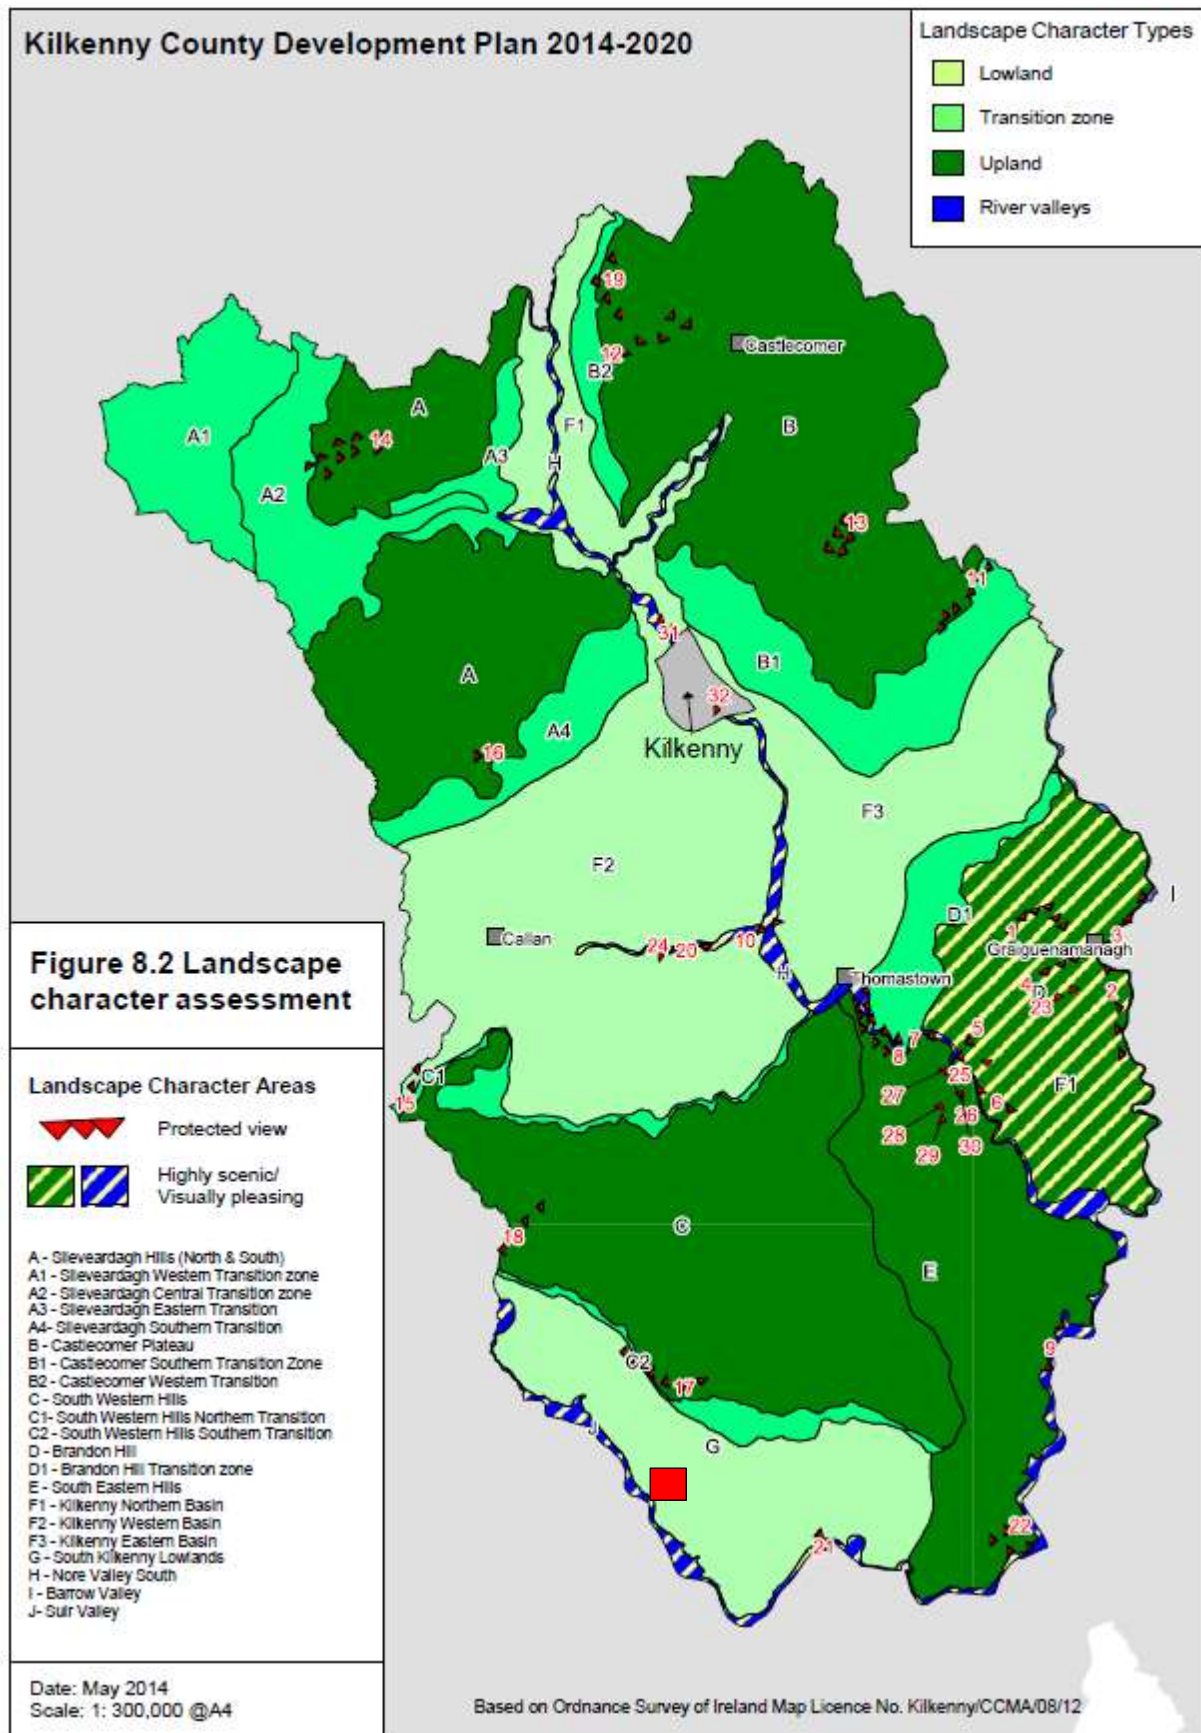 Kilkenny County Development Plan 2014-2020
Landscape Character Types
Lowland
Transition zone
Upland
River valleys
19
Castlecomer
12
B2
A
F1
B
A1
14
A3
H
A2
13
11
31
B1
A
32
A4
Kilkenny
16
F3
F2
I
D1
1
3
Callan
24
20
10
Graiguenamanagh
H
Thomastown
4
D
23
2
7
5
8
C1
25
F1
15
27
6
26
28
29
30
18
C
E
9
C2
17
J
G
22
21
Figure 8.2 Landscape
character assessment
Landscape Character Areas
Protected view
Highly scenic/
Visually pleasing
A - Slieveardagh Hills (North & South)
A1 - Slieveardagh Western Transition zone
A2 - Slieveardagh Central Transition zone
A3 - Slieveardagh Eastern Transition
A4- Slieveardagh Southern Transition
B - Castlecomer Plateau
B1 - Castlecomer Southern Transition Zone
B2 - Castlecomer Western Transition
C - South Western Hills
C1- South Western Hills Northern Transition
C2 - South Western Hills Southern Transition
D - Brandon Hill
D1 - Brandon Hill Transition zone
E - South Eastern Hills
F1 - Kilkenny Northern Basin
F2 - Kilkenny Western Basin
F3 - Kilkenny Eastern Basin
G - South Kilkenny Lowlands
H - Nore Valley South
I - Barrow Valley
J- Suir Valley
Date: May 2014
Scale: 1: 300,000 @A4
Based on Ordnance Survey of Ireland Map Licence No. Kilkenny/CCMA/08/12